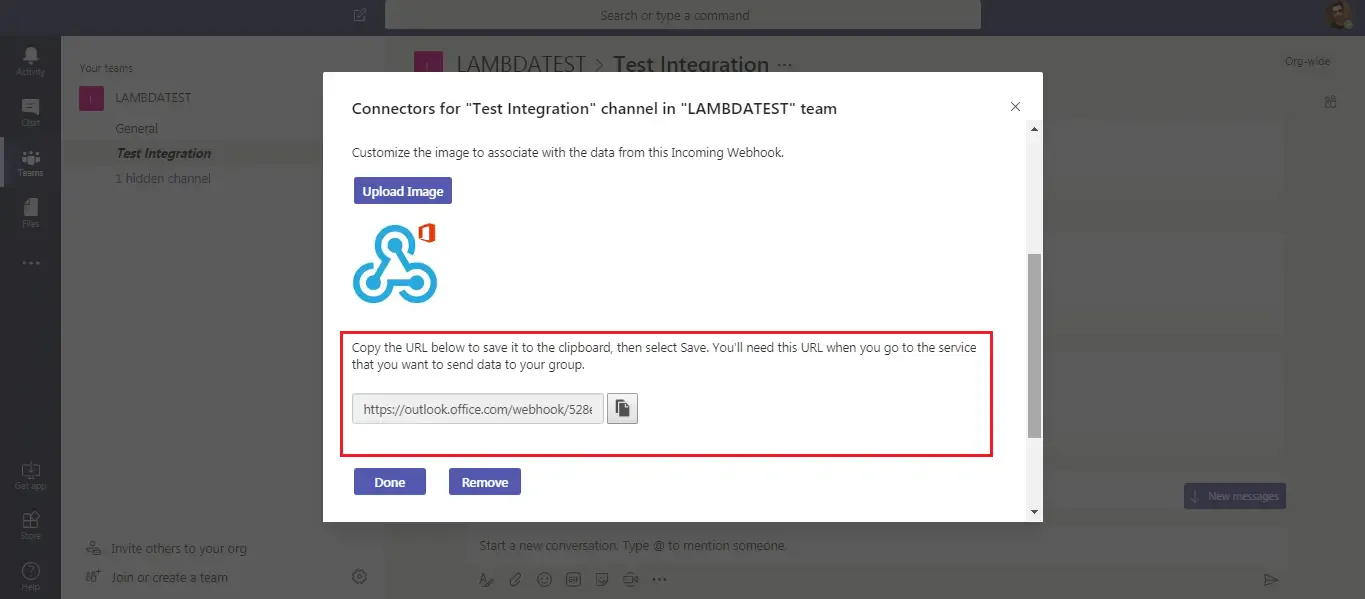 Search or type a command
Activity
Chat
Teams
Files
Get app
Store
Help
Your teams
LAMBDATEST
General
Test Integration
1 hidden channel
Invite others to your org
Join or create a team
LAMBDATEST > Test Integration ...
Org-wide
Connectors for "Test Integration" channel in "LAMBDATEST" team
Customize the image to associate with the data from this Incoming Webhook.
Upload Image
Copy the URL below to save it to the clipboard, then select Save. You'll need this URL when you go to the service
that you want to send data to your group.
https://outlook.office.com/webhook/528e
Done
Remove
New messages
Start a new conversation. Type @ to mention someone.
GIF